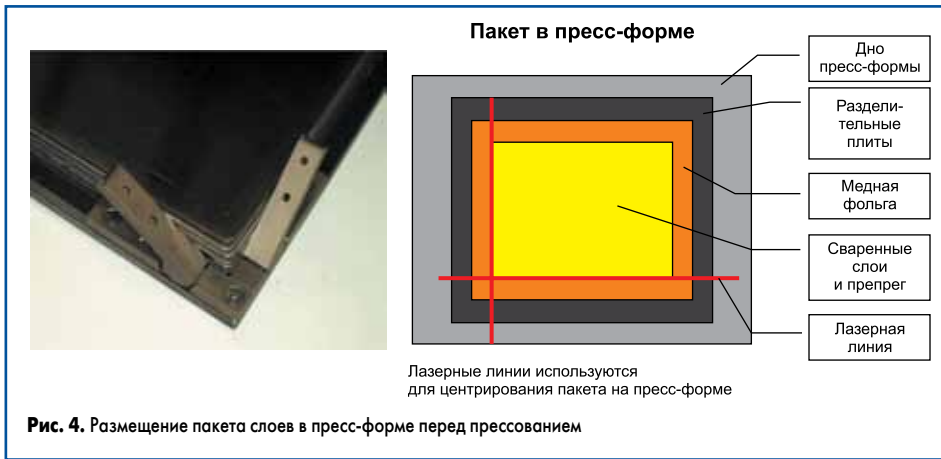 Пакет в пресс-форме
Дно
пресс-формы
Раздели-
тельные
плиты
Медная
фольга
Сваренные
слои
и препрег
Лазерная
линия
Лазерные линии используются
для центрирования пакета на пресс-форме
Рис. 4. Размещение пакета слоев в пресс-форме перед прессованием